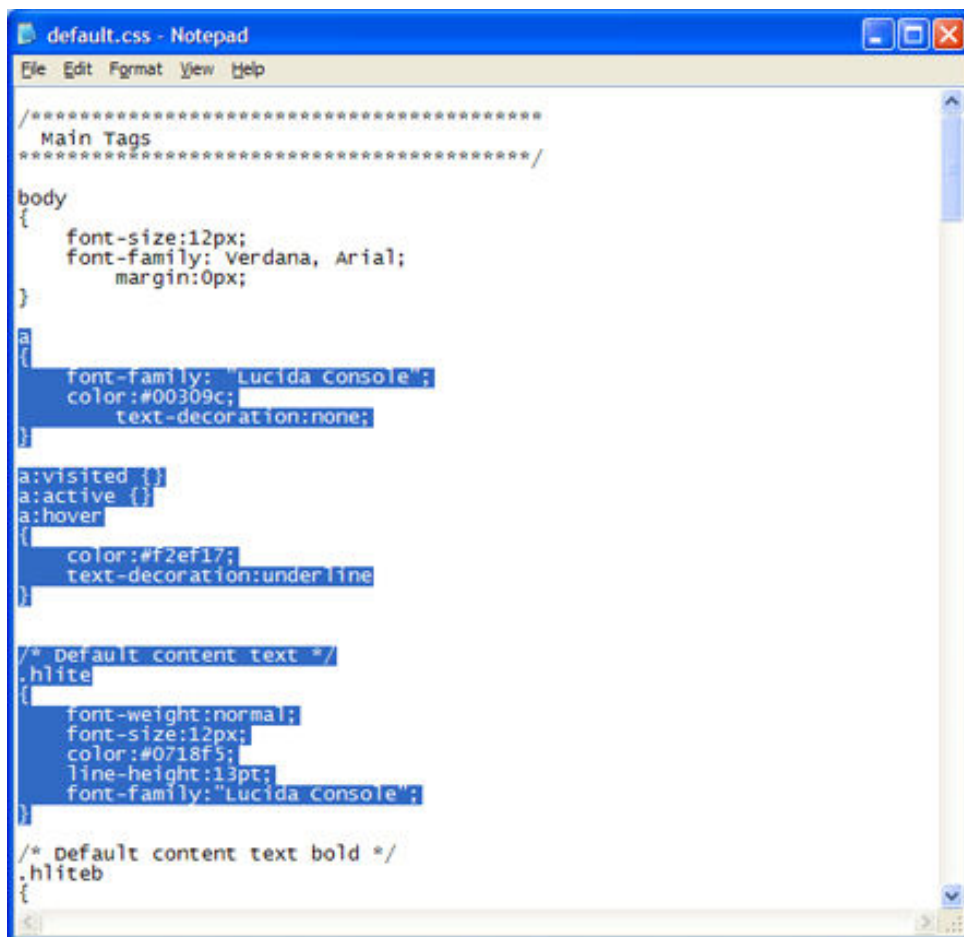 default.css - Notepad
File Edit Format View Help
/******************************************
  Main Tags
******************************************/
body
{
    font-size:12px;
    font-family: Verdana, Arial;
        margin:0px;
}
a
{
    font-family: "Lucida Console";
    color:#00309c;
        text-decoration:none;
}
a:visited {}
a:active {}
a:hover
{
    color:#f2ef17;
    text-decoration:underline
}
/* Default content text */
.hlite
{
    font-weight:normal;
    font-size:12px;
    color:#0718f5;
    line-height:13pt;
    font-family:"Lucida Console";
}
/* Default content text bold */
.hliteb
{